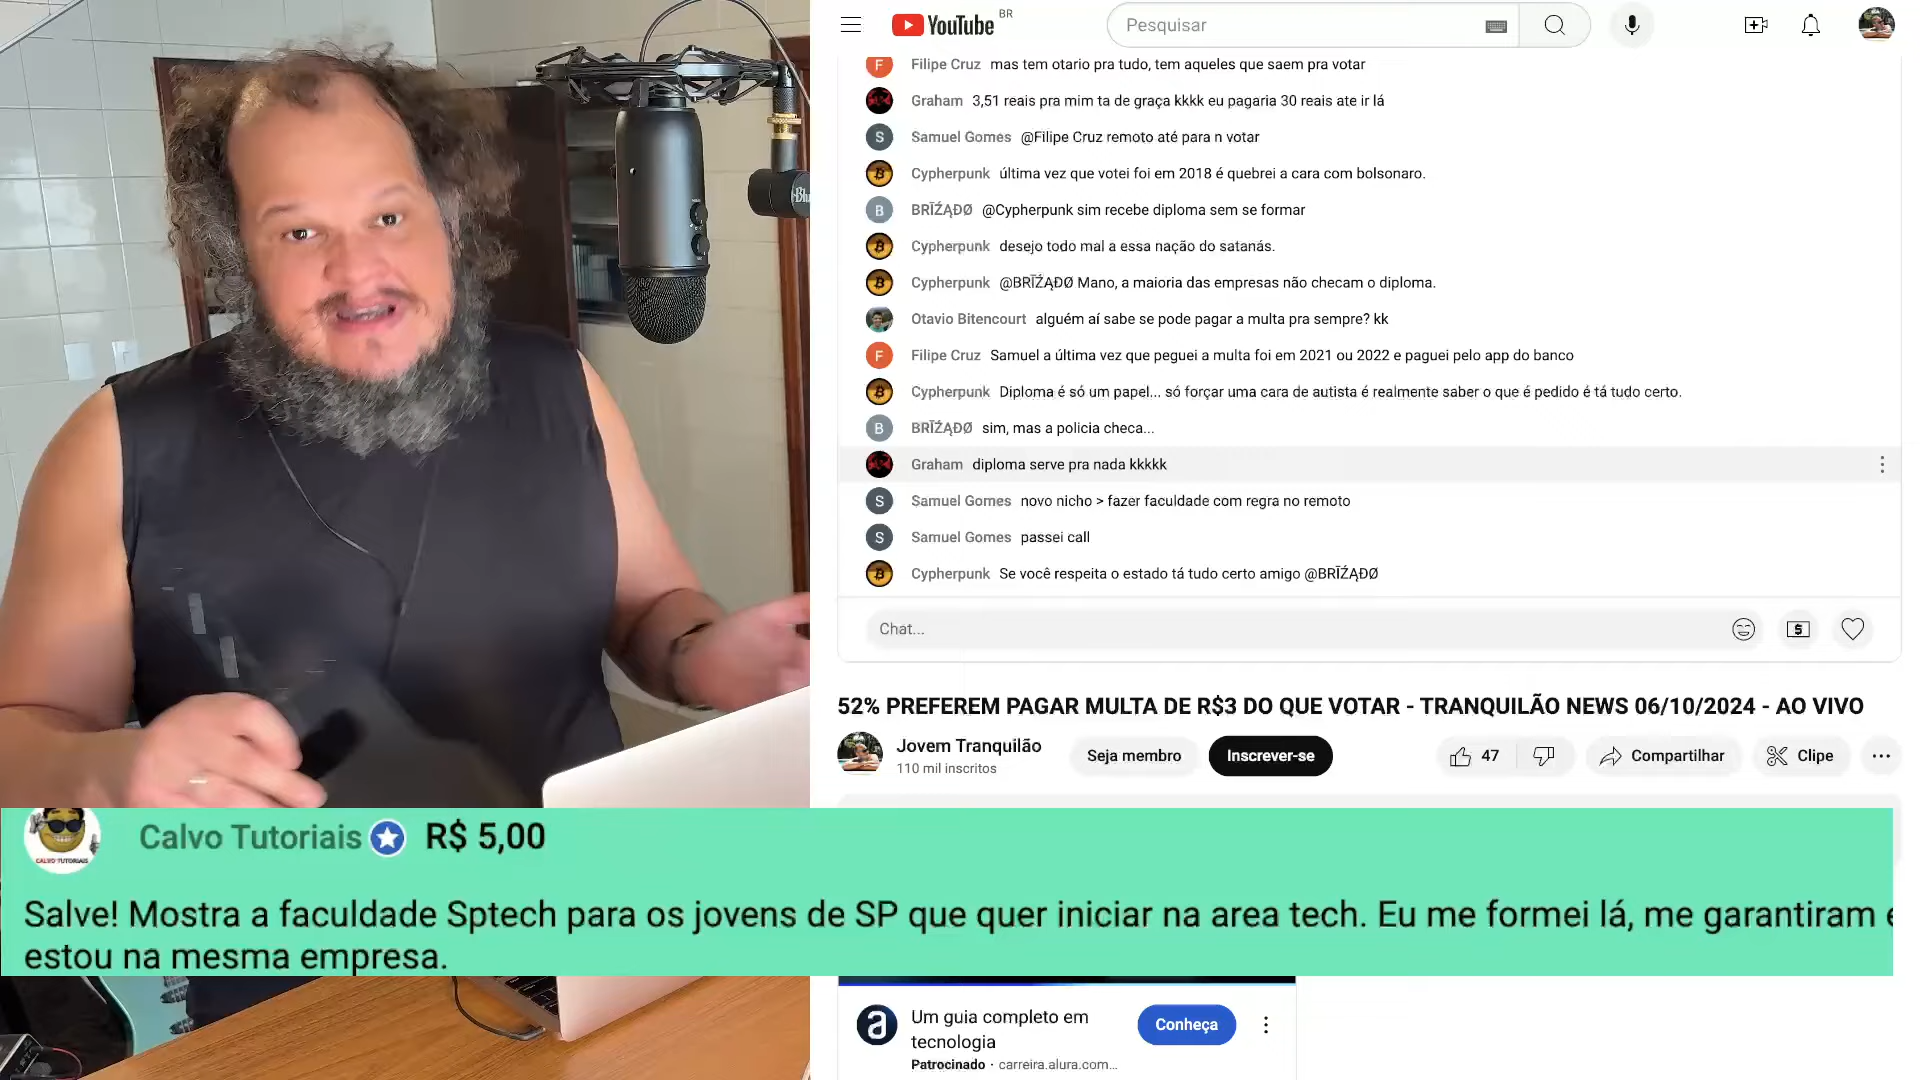 YouTube BR
Pesquisar
F Filipe Cruz mas tem otario pra tudo, tem aqueles que saem pra votar
Graham 3,51 reais pra mim ta de graça kkkk eu pagaria 30 reais ate ir lá
S Samuel Gomes @Filipe Cruz remoto até para n votar
Cypherpunk última vez que votei foi em 2018 é quebrei a cara com bolsonaro.
B BRĪŹĄĐØ @Cypherpunk sim recebe diploma sem se formar
Cypherpunk desejo todo mal a essa nação do satanás.
Cypherpunk @BRĪŹĄĐØ Mano, a maioria das empresas não checam o diploma.
Otavio Bitencourt alguém aí sabe se pode pagar a multa pra sempre? kk
F Filipe Cruz Samuel a última vez que peguei a multa foi em 2021 ou 2022 e paguei pelo app do banco
Cypherpunk Diploma é só um papel... só forçar uma cara de autista é realmente saber o que é pedido é tá tudo certo.
B BRĪŹĄĐØ sim, mas a policia checa...
Graham diploma serve pra nada kkkkk
S Samuel Gomes novo nicho > fazer faculdade com regra no remoto
S Samuel Gomes passei call
Cypherpunk Se você respeita o estado tá tudo certo amigo @BRĪŹĄĐØ
Chat...
52% PREFEREM PAGAR MULTA DE R$3 DO QUE VOTAR - TRANQUILÃO NEWS 06/10/2024 - AO VIVO
Jovem Tranquilão
110 mil inscritos
Seja membro
Inscrever-se
47
Compartilhar
Clipe
Calvo Tutoriais R$ 5,00
CALVO TUTORIAIS
Salve! Mostra a faculdade Sptech para os jovens de SP que quer iniciar na area tech. Eu me formei lá, me garantiram
estou na mesma empresa.
a
Um guia completo em
tecnologia
Patrocinado · carreira.alura.com...
Conheça